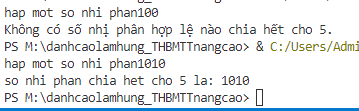 hap mot so nhi phan100
Không có số nhị phân hợp lệ nào chia hết cho 5.
PS M:\danhcaolamhung_THBMTTnangcao> & C:/Users/Admi
hap mot so nhi phan1010
so nhi phan chia het cho 5 la: 1010
PS M:\danhcaolamhung_THBMTTnangcao>